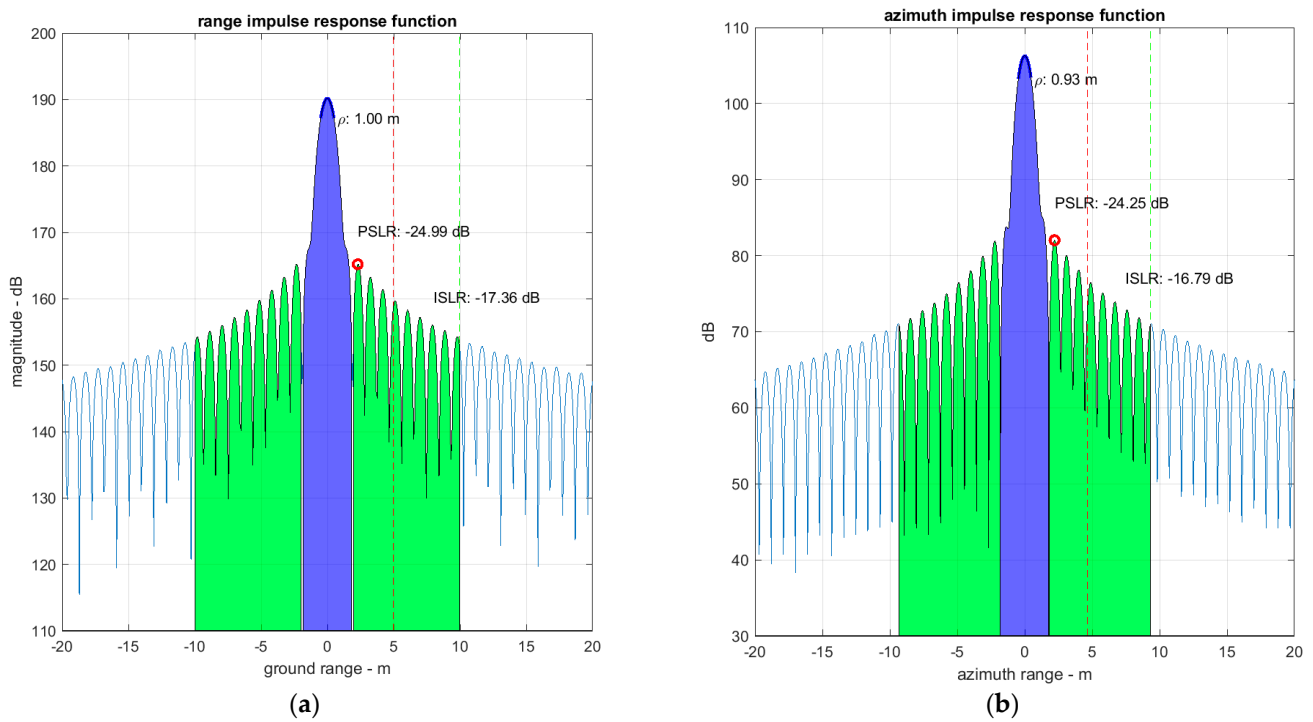 range impulse response function
200
190
180
170
160
150
140
130
120
110
magnitude - dB
ρ: 1.00 m
PSLR: -24.99 dB
ISLR: -17.36 dB
-20 -15 -10 -5 0 5 10 15 20
ground range - m
(a)
azimuth impulse response function
110
100
90
80
70
60
50
40
30
dB
ρ: 0.93 m
PSLR: -24.25 dB
ISLR: -16.79 dB
-20 -15 -10 -5 0 5 10 15 20
azimuth range - m
(b)